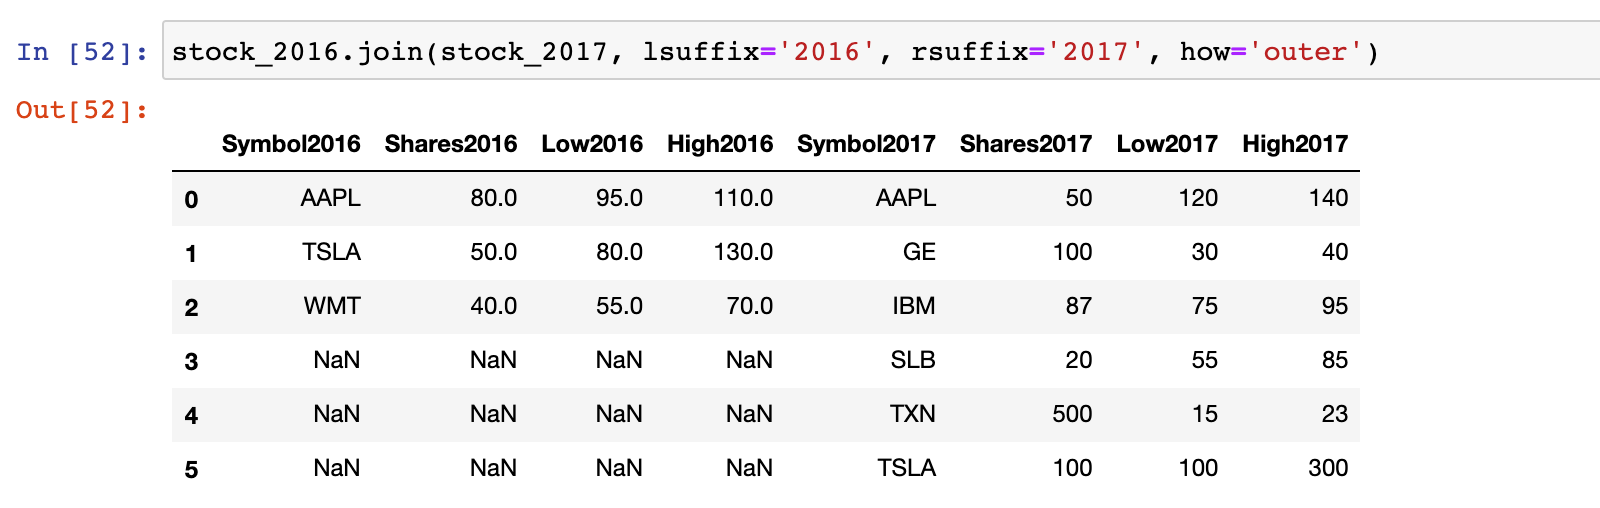 In [52]: stock_2016.join(stock_2017, lsuffix='2016', rsuffix='2017', how='outer')
Out[52]:
Symbol2016 Shares2016 Low2016 High2016 Symbol2017 Shares2017 Low2017 High2017
0 AAPL 80.0 95.0 110.0 AAPL 50 120 140
1 TSLA 50.0 80.0 130.0 GE 100 30 40
2 WMT 40.0 55.0 70.0 IBM 87 75 95
3 NaN NaN NaN NaN SLB 20 55 85
4 NaN NaN NaN NaN TXN 500 15 23
5 NaN NaN NaN NaN TSLA 100 100 300